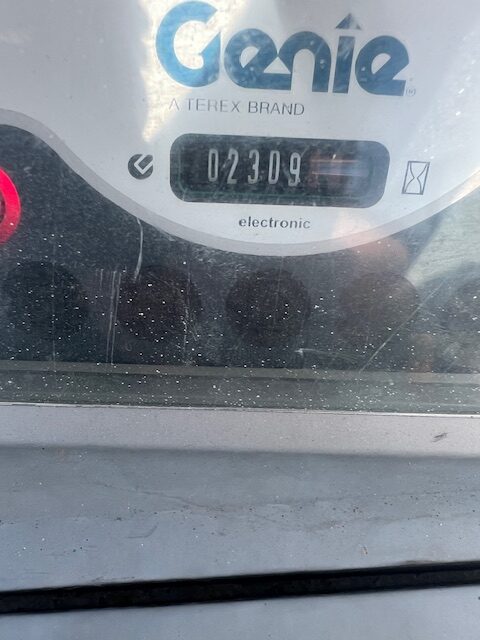 Genie
A TEREX BRAND
02309
electronic